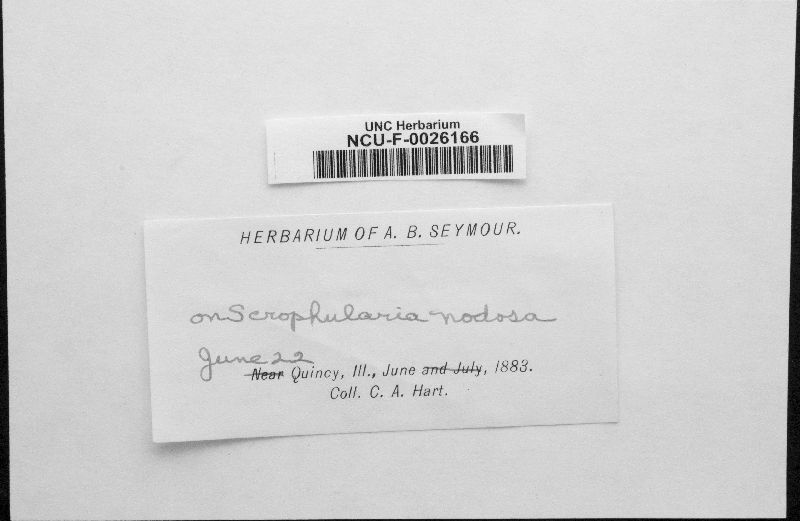 UNC Herbarium
NCU-F-0026166
HERBARIUM OF A. B. SEYMOUR.
on Scrophularia nodosa
June 22
Near Quincy, Ill., June and July, 1883.
Coll. C. A. Hart.